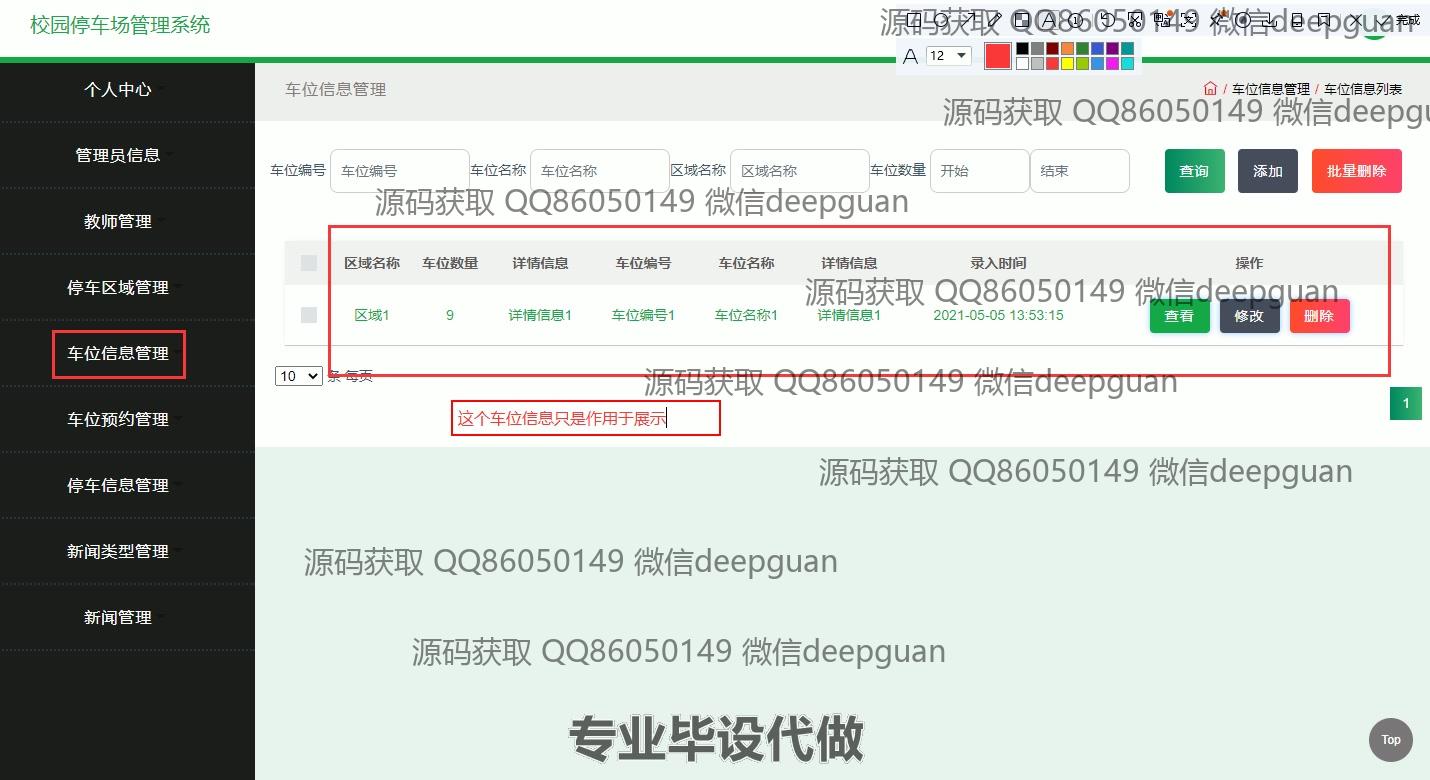 校园停车场管理系统
源码获取 QQ86050149 微信deepguan
完成
A 12
个人中心
管理员信息
教师管理
停车区域管理
车位信息管理
车位预约管理
停车信息管理
新闻类型管理
新闻管理
车位信息管理
/ 车位信息管理 / 车位信息列表
源码获取 QQ86050149 微信deepgu
车位编号 车位编号 车位名称 车位名称 区域名称 区域名称 车位数量 开始 结束 查询 添加 批量删除
源码获取 QQ86050149 微信deepguan
区域名称 车位数量 详情信息 车位编号 车位名称 详情信息 录入时间 操作
源码获取 QQ86050149 微信deepguan
区域1 9 详情信息1 车位编号1 车位名称1 详情信息1 2021-05-05 13:53:15 查看 修改 删除
10 条 每页
源码获取 QQ86050149 微信deepguan
1
这个车位信息只是作用于展示
源码获取 QQ86050149 微信deepguan
源码获取 QQ86050149 微信deepguan
源码获取 QQ86050149 微信deepguan
专业毕设代做
Top